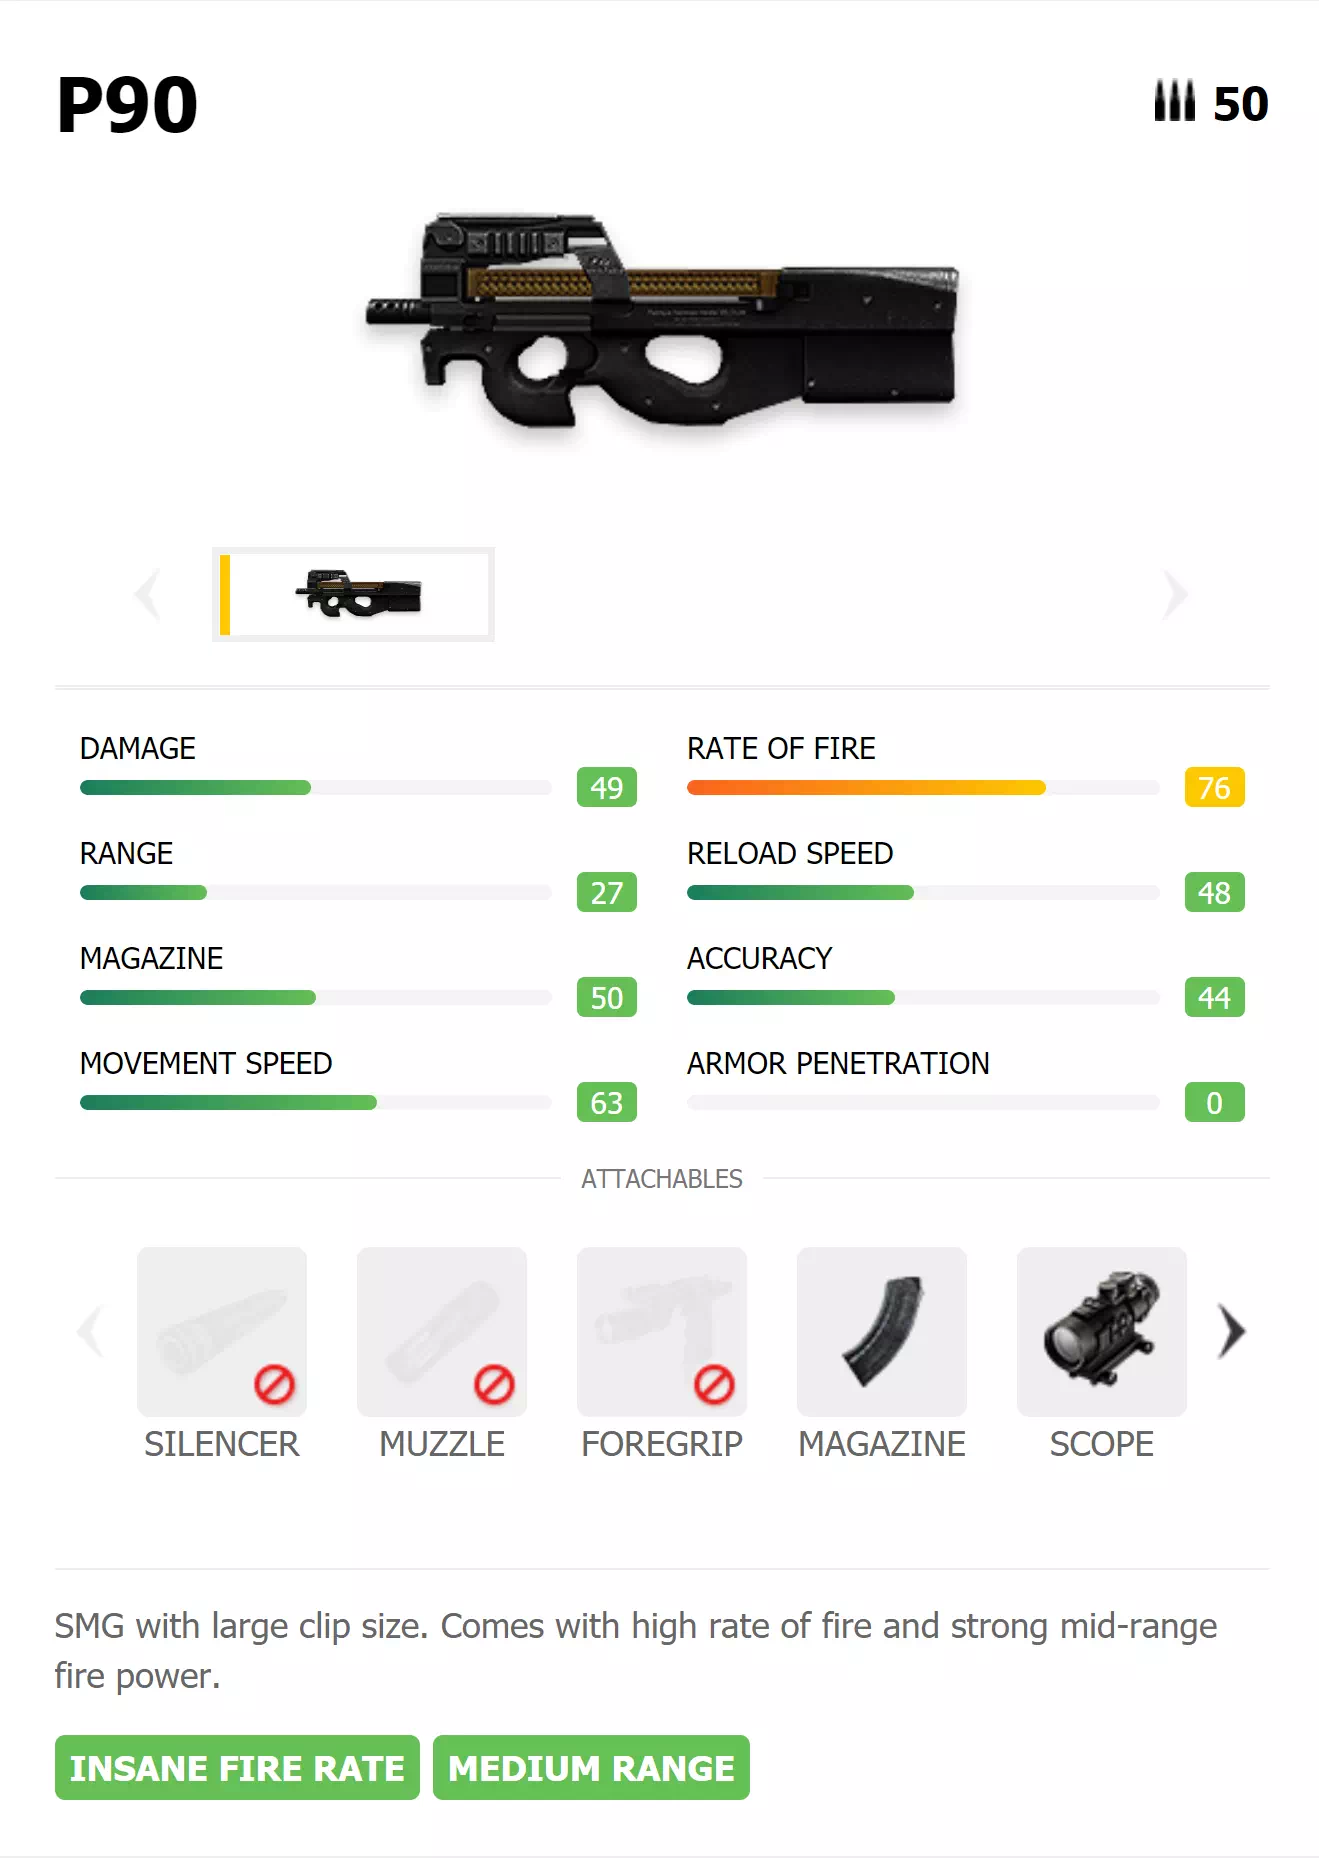 P90
50
DAMAGE
49
RATE OF FIRE
76
RANGE
27
RELOAD SPEED
48
MAGAZINE
50
ACCURACY
44
MOVEMENT SPEED
63
ARMOR PENETRATION
0
ATTACHABLES
SILENCER
MUZZLE
FOREGRIP
MAGAZINE
SCOPE
SMG with large clip size. Comes with high rate of fire and strong mid-range
fire power.
INSANE FIRE RATE
MEDIUM RANGE